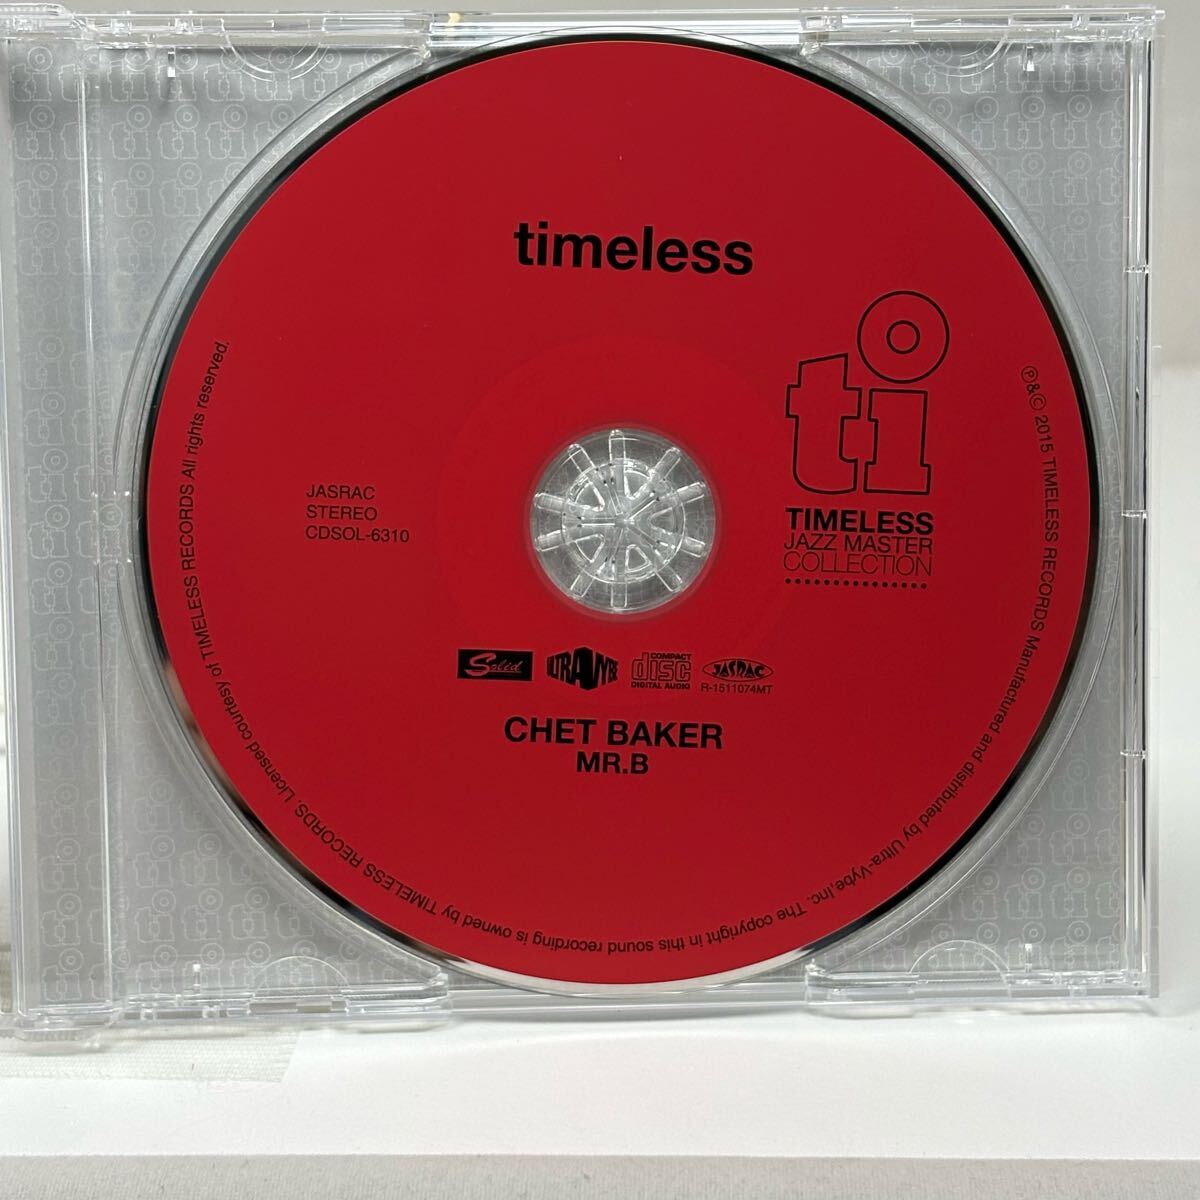 timeless
ti
TIMELESS
JAZZ MASTER
COLLECTION
JASRAC
STEREO
CDSOL-6310
Solid
ULTRA-VYBE
COMPACT
disc
DIGITAL AUDIO
JASRAC
R-1511074MT
CHET BAKER
MR.B
℗&© 2015 TIMELESS RECORDS Manufactured and distributed by Ultra-Vybe,Inc. The copyright in this sound recording is owned by TIMELESS RECORDS. Licensed courtesy of TIMELESS RECORDS All rights reserved.